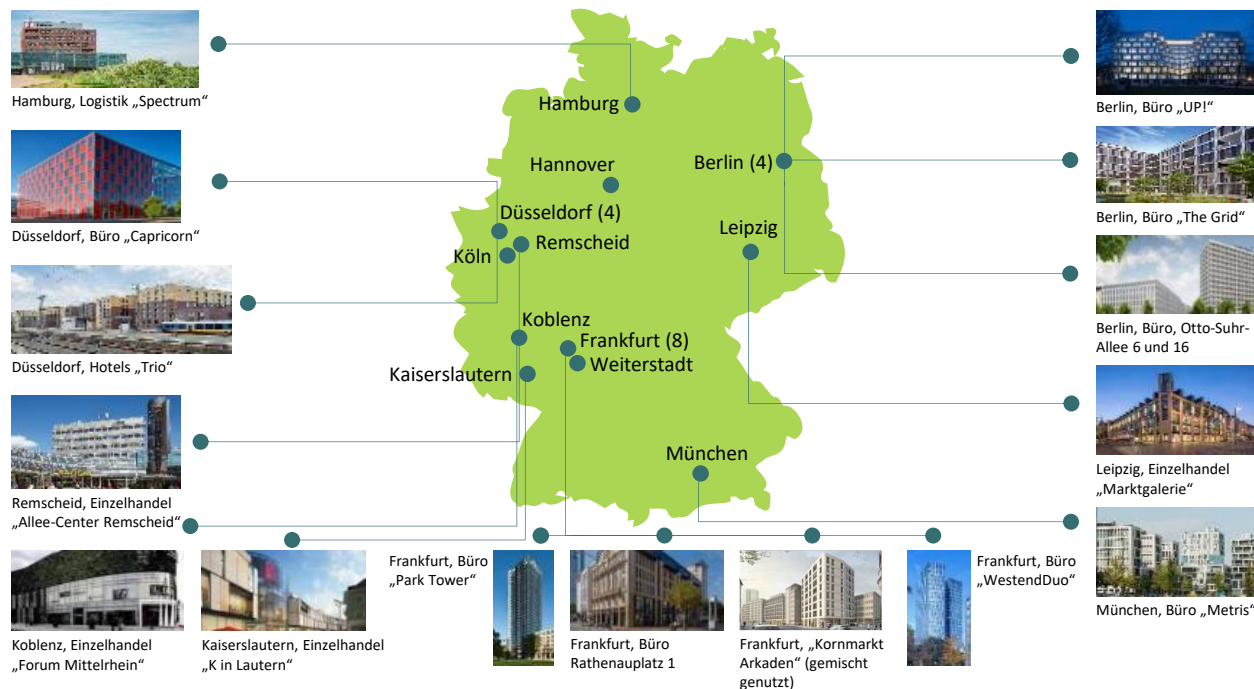 Hamburg, Logistik „Spectrum“
Düsseldorf, Büro „Capricorn“
Düsseldorf, Hotels „Trio“
Remscheid, Einzelhandel
„Allee-Center Remscheid“
Koblenz, Einzelhandel
„Forum Mittelrhein“
Kaiserslautern, Einzelhandel
„K in Lautern“
Hamburg
Hannover
Berlin (4)
Düsseldorf (4)
Remscheid
Köln
Leipzig
Koblenz
Frankfurt (8)
Weiterstadt
Kaiserslautern
München
Frankfurt, Büro
„Park Tower“
Frankfurt, Büro
Rathenauplatz 1
Frankfurt, „Kornmarkt
Arkaden“ (gemischt
genutzt)
Frankfurt, Büro
„WestendDuo“
Berlin, Büro „UP!“
Berlin, Büro „The Grid“
Berlin, Büro, Otto-Suhr-
Allee 6 und 16
Leipzig, Einzelhandel
„Marktgalerie“
München, Büro „Metris“